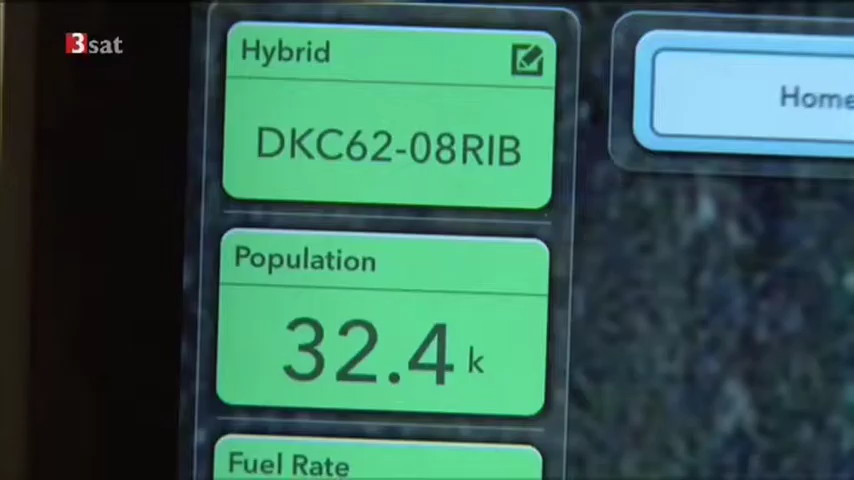 3sat
Hybrid
DKC62-08RIB
Home
Population
32.4 k
Fuel Rate